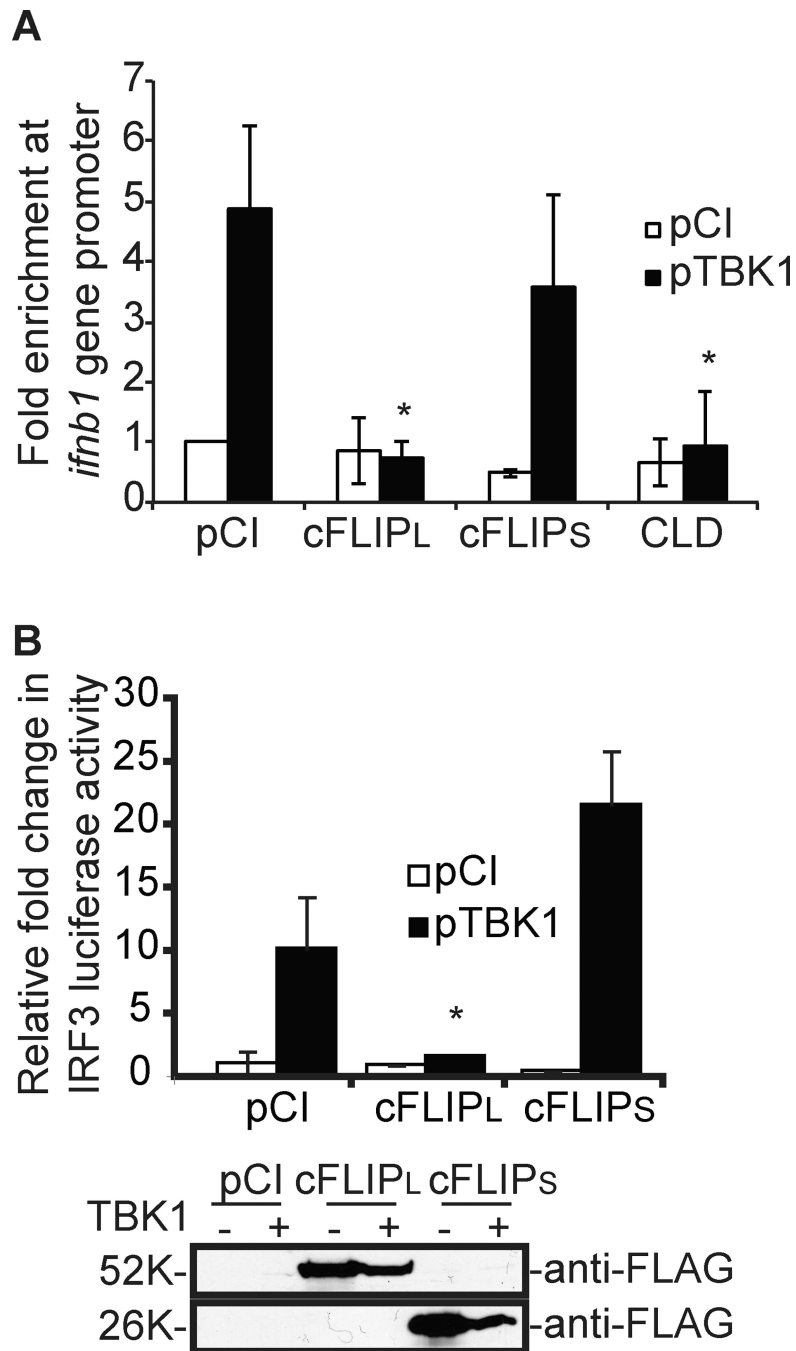 A
Fold enrichment at
ifnb1 gene promoter
7
6
5
4
3
2
1
0
pCI
pTBK1
*
*
pCI
cFLIPL
cFLIPS
CLD
B
Relative fold change in
IRF3 luciferase activity
30
25
20
15
10
5
0
pCI
pTBK1
*
pCI
cFLIPL
cFLIPS
pCI cFLIPL cFLIPS
TBK1 - + - + - +
52K- -anti-FLAG
26K- -anti-FLAG